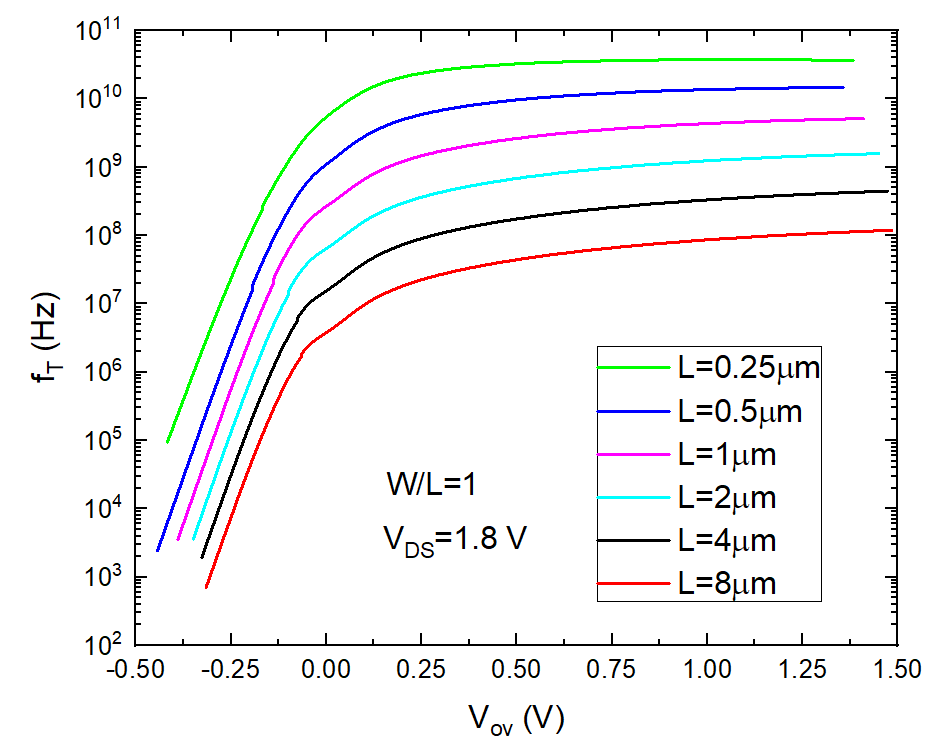 10¹¹
10¹⁰
10⁹
10⁸
10⁷
10⁶
10⁵
10⁴
10³
10²
f_T (Hz)
L=0.25μm
L=0.5μm
L=1μm
L=2μm
L=4μm
L=8μm
W/L=1
V_DS=1.8 V
-0.50 -0.25 0.00 0.25 0.50 0.75 1.00 1.25 1.50
V_ov (V)